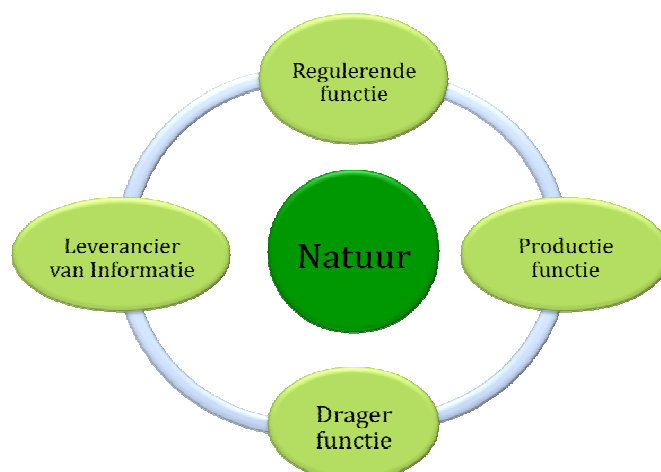 Regulerende
functie
Leverancier
van Informatie
Natuur
Productie
functie
Drager
functie